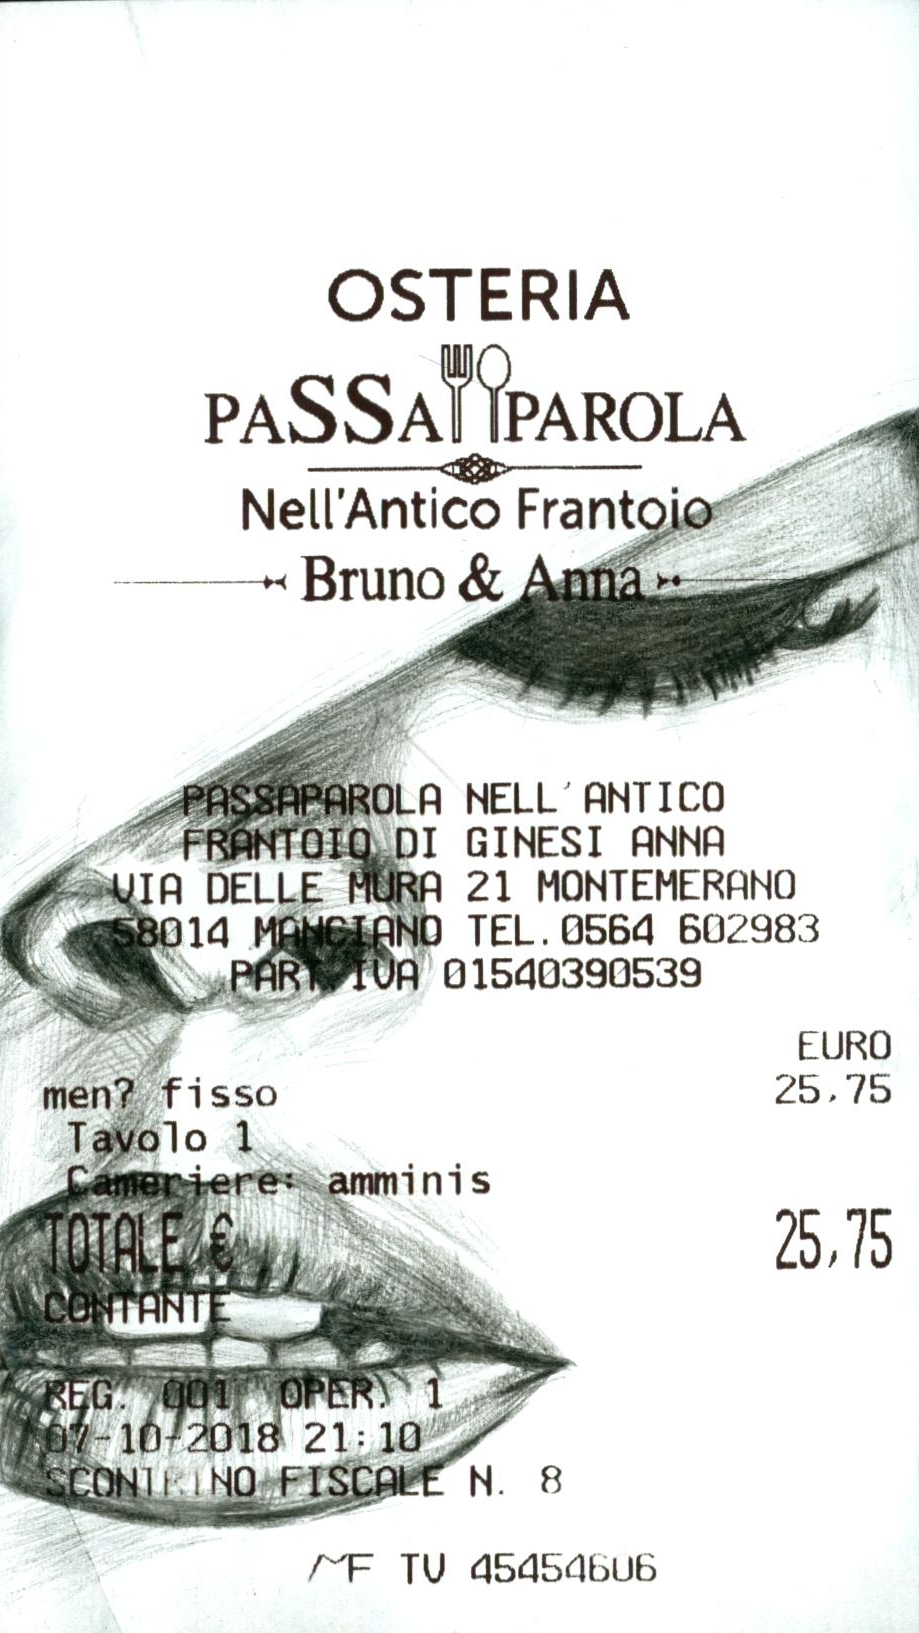 OSTERIA
PASSAPAROLA
Nell'Antico Frantoio
Bruno & Anna
PASSAPAROLA NELL'ANTICO
FRANTOIO DI GINESI ANNA
VIA DELLE MURA 21 MONTEMERANO
58014 MANCIANO TEL.0564 602983
PART.IVA 01540390539
EURO
men? fisso 25,75
Tavolo 1
Cameriere: amminis
TOTALE € 25,75
CONTANTE
REG. 001 OPER. 1
07-10-2018 21:10
SCONTRINO FISCALE N. 8
MF TV 45454606